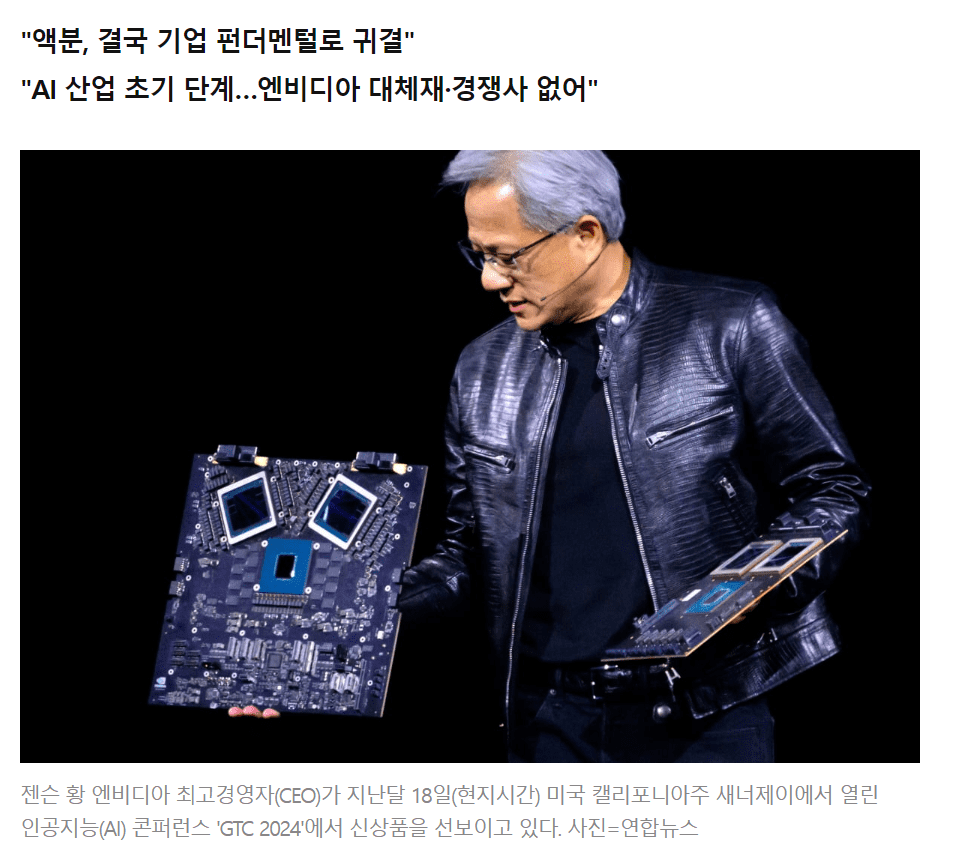 "액분, 결국 기업 펀더멘털로 귀결"
"AI 산업 초기 단계…엔비디아 대체재·경쟁사 없어"
젠슨 황 엔비디아 최고경영자(CEO)가 지난달 18일(현지시간) 미국 캘리포니아주 새너제이에서 열린
인공지능(AI) 콘퍼런스 'GTC 2024'에서 신상품을 선보이고 있다. 사진=연합뉴스